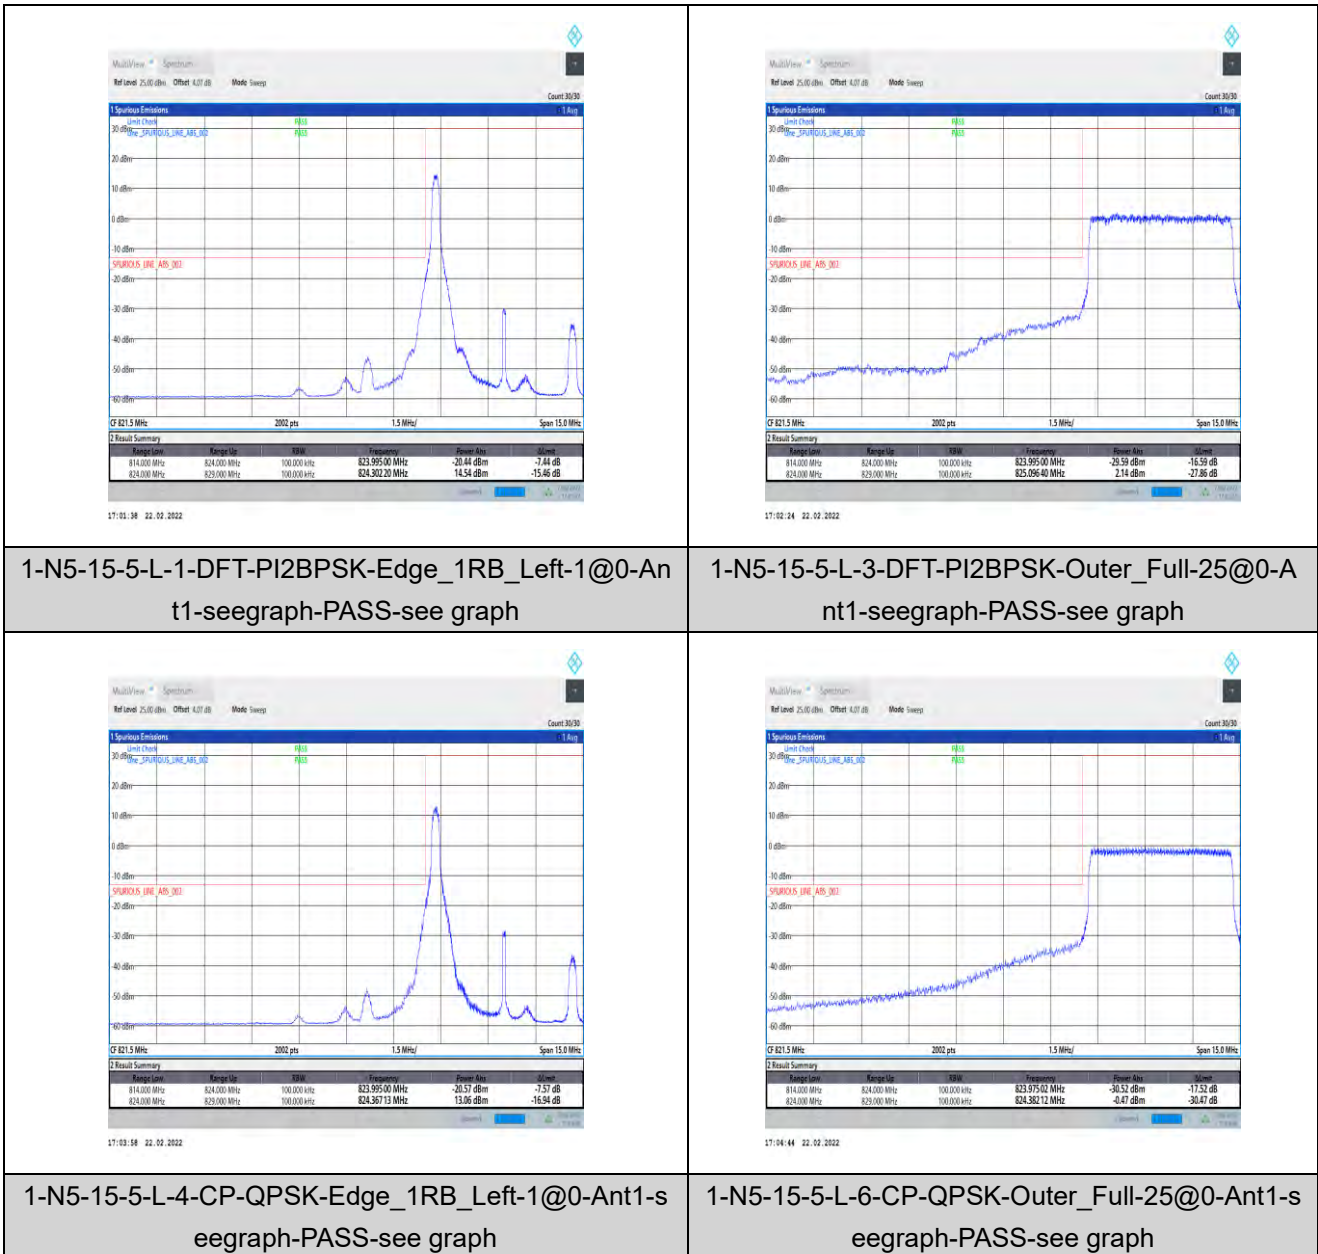 MultiView Spectrum
Ref Level 25.00 dBm Offset 4.07 dB Mode Sweep
Count 30/30
1 Spurious Emissions 1 Avg
Limit Check PASS
Line _SPURIOUS_LINE_ABS_002 PASS
30 dBm
20 dBm
10 dBm
0 dBm
-10 dBm
_SPURIOUS_LINE_ABS_002
-20 dBm
-30 dBm
-40 dBm
-50 dBm
-60 dBm
CF 821.5 MHz 2002 pts 1.5 MHz/ Span 15.0 MHz
2 Result Summary
Range Low Range Up RBW Frequency Power Abs ΔLimit
814.000 MHz 824.000 MHz 100.000 kHz 823.99500 MHz -20.44 dBm -7.44 dB
824.000 MHz 829.000 MHz 100.000 kHz 824.30220 MHz 14.54 dBm -15.46 dB
17:01:38 22.02.2022
1-N5-15-5-L-1-DFT-PI2BPSK-Edge_1RB_Left-1@0-An
t1-seegraph-PASS-see graph
MultiView Spectrum
Ref Level 25.00 dBm Offset 4.07 dB Mode Sweep
Count 30/30
1 Spurious Emissions 1 Avg
Limit Check PASS
Line _SPURIOUS_LINE_ABS_002 PASS
30 dBm
20 dBm
10 dBm
0 dBm
-10 dBm
_SPURIOUS_LINE_ABS_002
-20 dBm
-30 dBm
-40 dBm
-50 dBm
-60 dBm
CF 821.5 MHz 2002 pts 1.5 MHz/ Span 15.0 MHz
2 Result Summary
Range Low Range Up RBW Frequency Power Abs ΔLimit
814.000 MHz 824.000 MHz 100.000 kHz 823.99500 MHz -29.59 dBm -16.59 dB
824.000 MHz 829.000 MHz 100.000 kHz 825.09640 MHz 2.14 dBm -27.86 dB
17:02:24 22.02.2022
1-N5-15-5-L-3-DFT-PI2BPSK-Outer_Full-25@0-A
nt1-seegraph-PASS-see graph
MultiView Spectrum
Ref Level 25.00 dBm Offset 4.07 dB Mode Sweep
Count 30/30
1 Spurious Emissions 1 Avg
Limit Check PASS
Line _SPURIOUS_LINE_ABS_002 PASS
30 dBm
20 dBm
10 dBm
0 dBm
-10 dBm
_SPURIOUS_LINE_ABS_002
-20 dBm
-30 dBm
-40 dBm
-50 dBm
-60 dBm
CF 821.5 MHz 2002 pts 1.5 MHz/ Span 15.0 MHz
2 Result Summary
Range Low Range Up RBW Frequency Power Abs ΔLimit
814.000 MHz 824.000 MHz 100.000 kHz 823.99500 MHz -20.57 dBm -7.57 dB
824.000 MHz 829.000 MHz 100.000 kHz 824.36713 MHz 13.06 dBm -16.94 dB
17:03:58 22.02.2022
1-N5-15-5-L-4-CP-QPSK-Edge_1RB_Left-1@0-Ant1-s
eegraph-PASS-see graph
MultiView Spectrum
Ref Level 25.00 dBm Offset 4.07 dB Mode Sweep
Count 30/30
1 Spurious Emissions 1 Avg
Limit Check PASS
Line _SPURIOUS_LINE_ABS_002 PASS
30 dBm
20 dBm
10 dBm
0 dBm
-10 dBm
_SPURIOUS_LINE_ABS_002
-20 dBm
-30 dBm
-40 dBm
-50 dBm
-60 dBm
CF 821.5 MHz 2002 pts 1.5 MHz/ Span 15.0 MHz
2 Result Summary
Range Low Range Up RBW Frequency Power Abs ΔLimit
814.000 MHz 824.000 MHz 100.000 kHz 823.97502 MHz -30.52 dBm -17.52 dB
824.000 MHz 829.000 MHz 100.000 kHz 824.38212 MHz -0.47 dBm -30.47 dB
17:04:44 22.02.2022
1-N5-15-5-L-6-CP-QPSK-Outer_Full-25@0-Ant1-s
eegraph-PASS-see graph